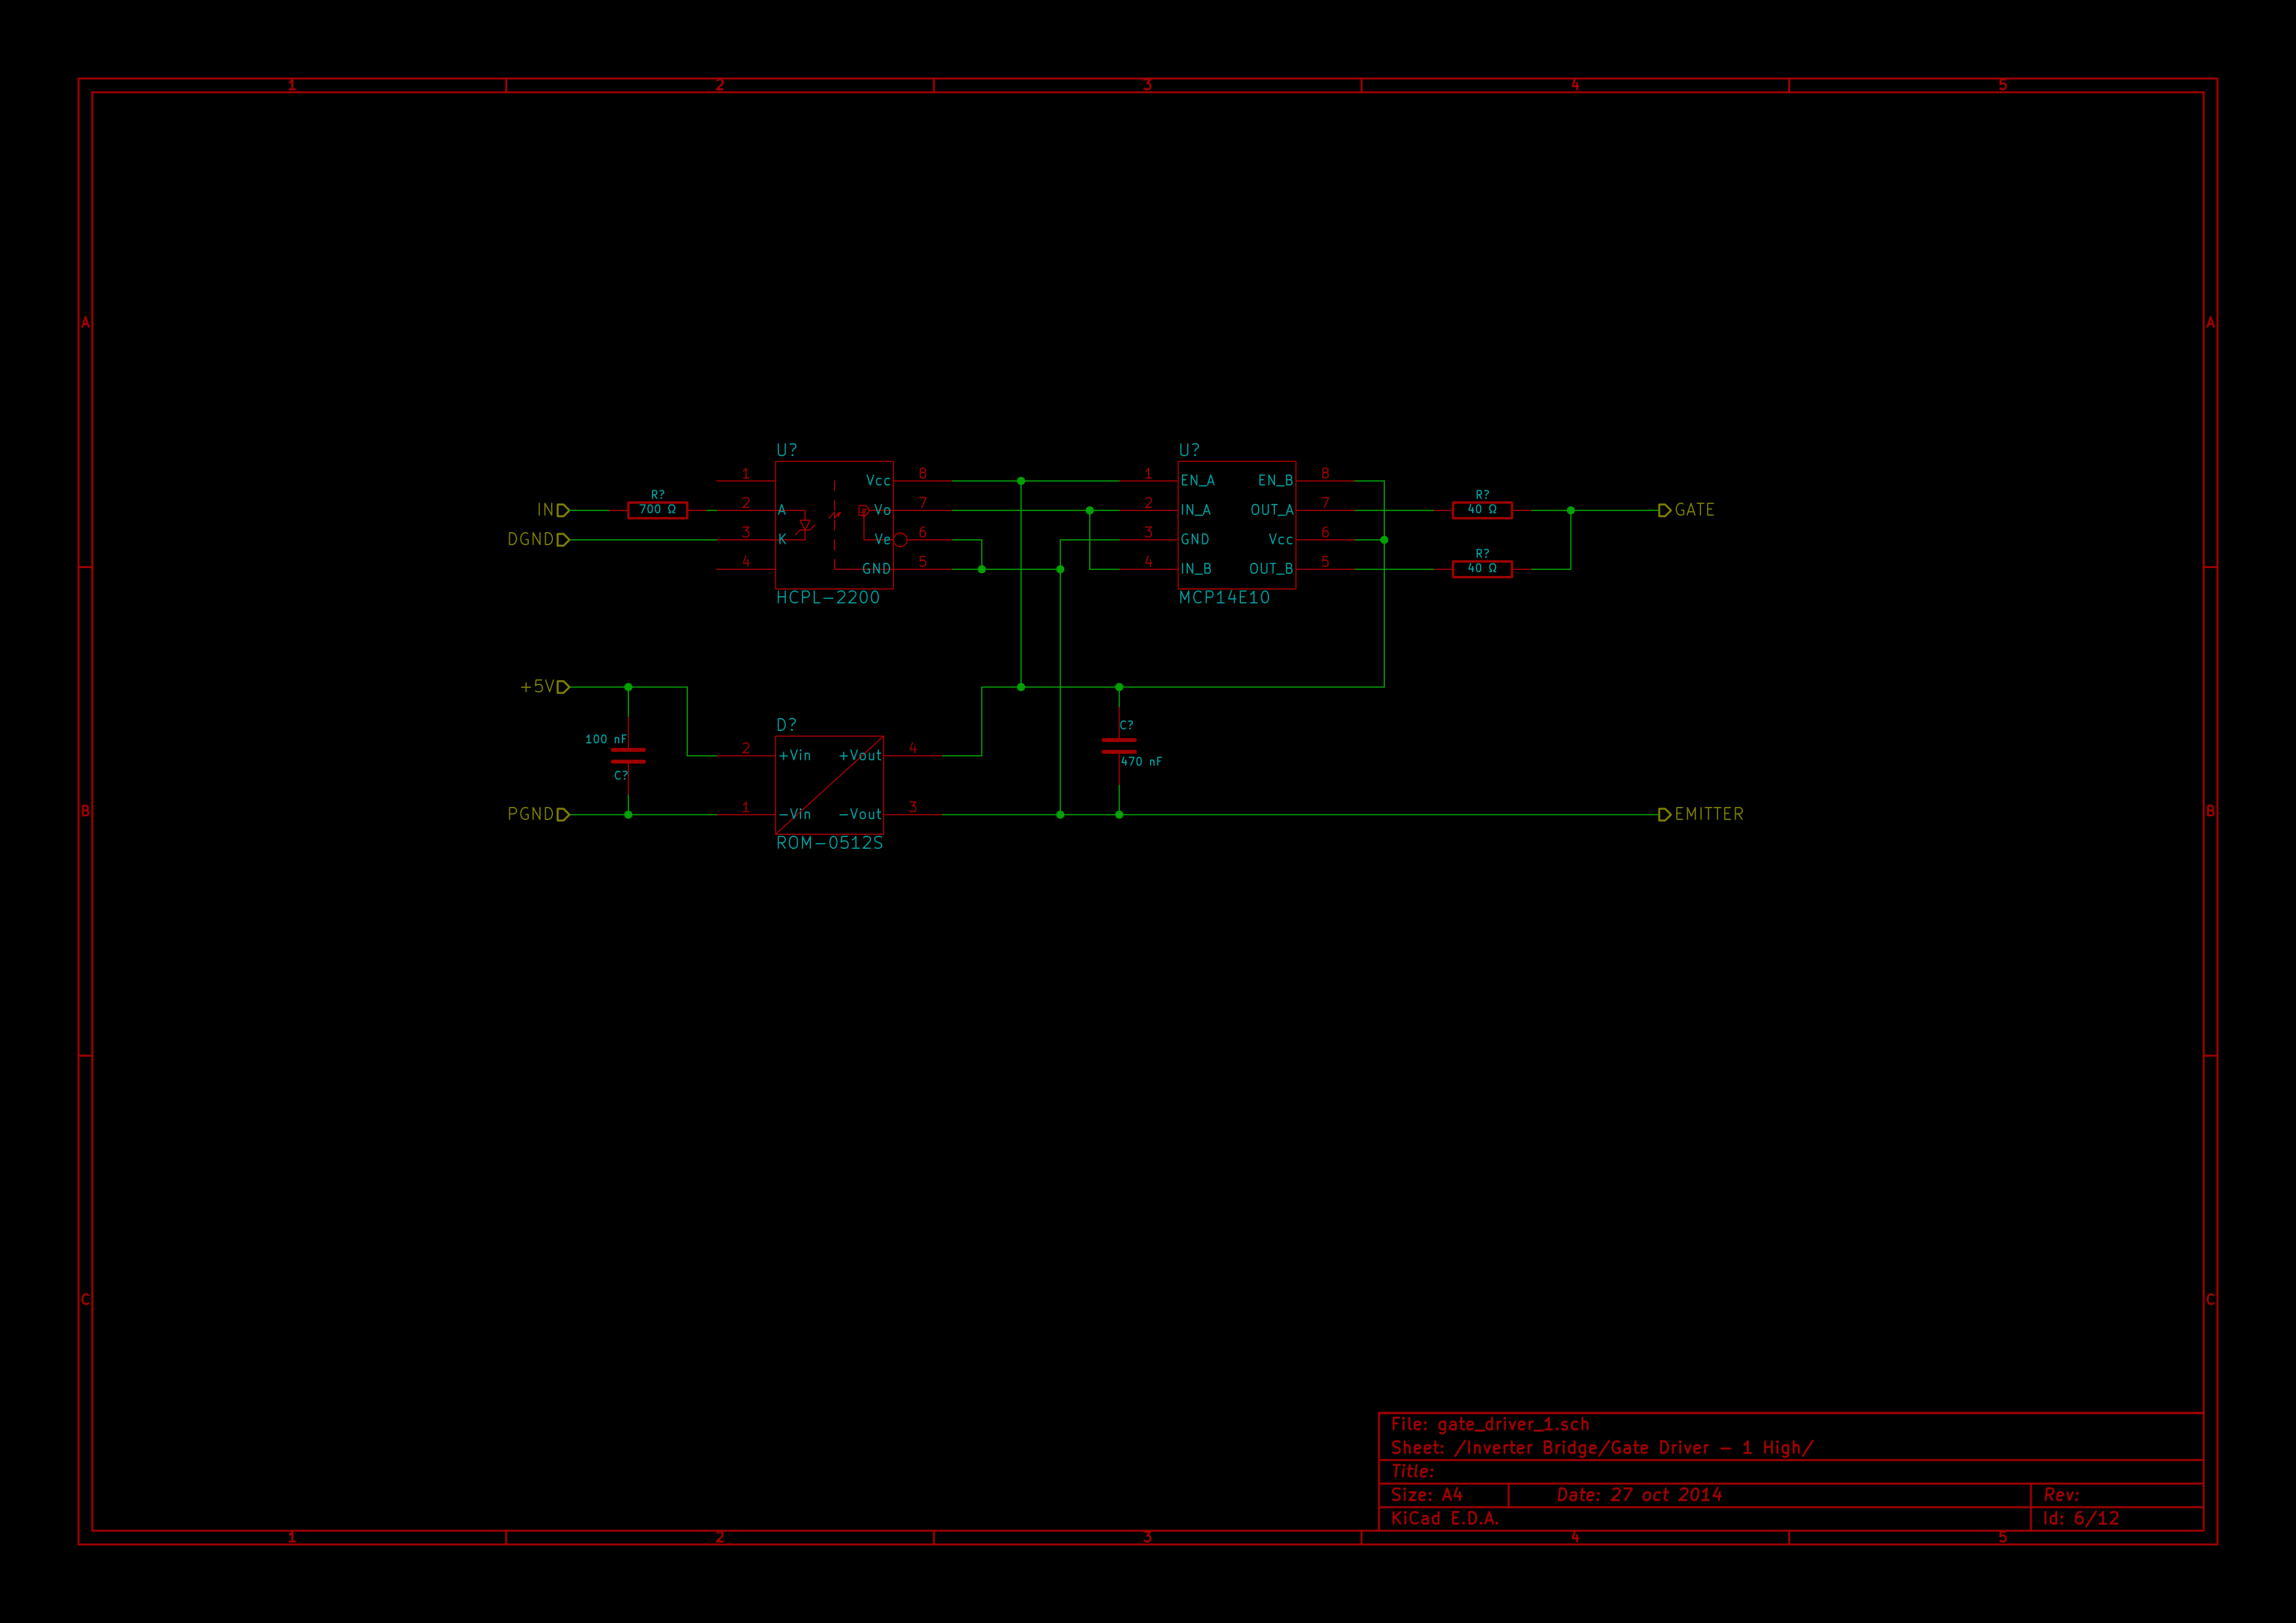 1 2 3 4 5
A A
U? U?
1 Vcc 8 1 EN_A EN_B 8
R? R?
IN 700 Ω 2 A Vo 7 2 IN_A OUT_A 7 40 Ω GATE
DGND 3 K Ve 6 3 GND Vcc 6
R?
4 GND 5 4 IN_B OUT_B 5 40 Ω
HCPL-2200 MCP14E10
+5V
D? C?
100 nF
2 +Vin +Vout 4
470 nF
C?
B B
PGND 1 -Vin -Vout 3 EMITTER
ROM-0512S
C C
File: gate_driver_1.sch
Sheet: /Inverter Bridge/Gate Driver - 1 High/
Title:
Size: A4 Date: 27 oct 2014 Rev:
KiCad E.D.A. Id: 6/12
1 2 3 4 5